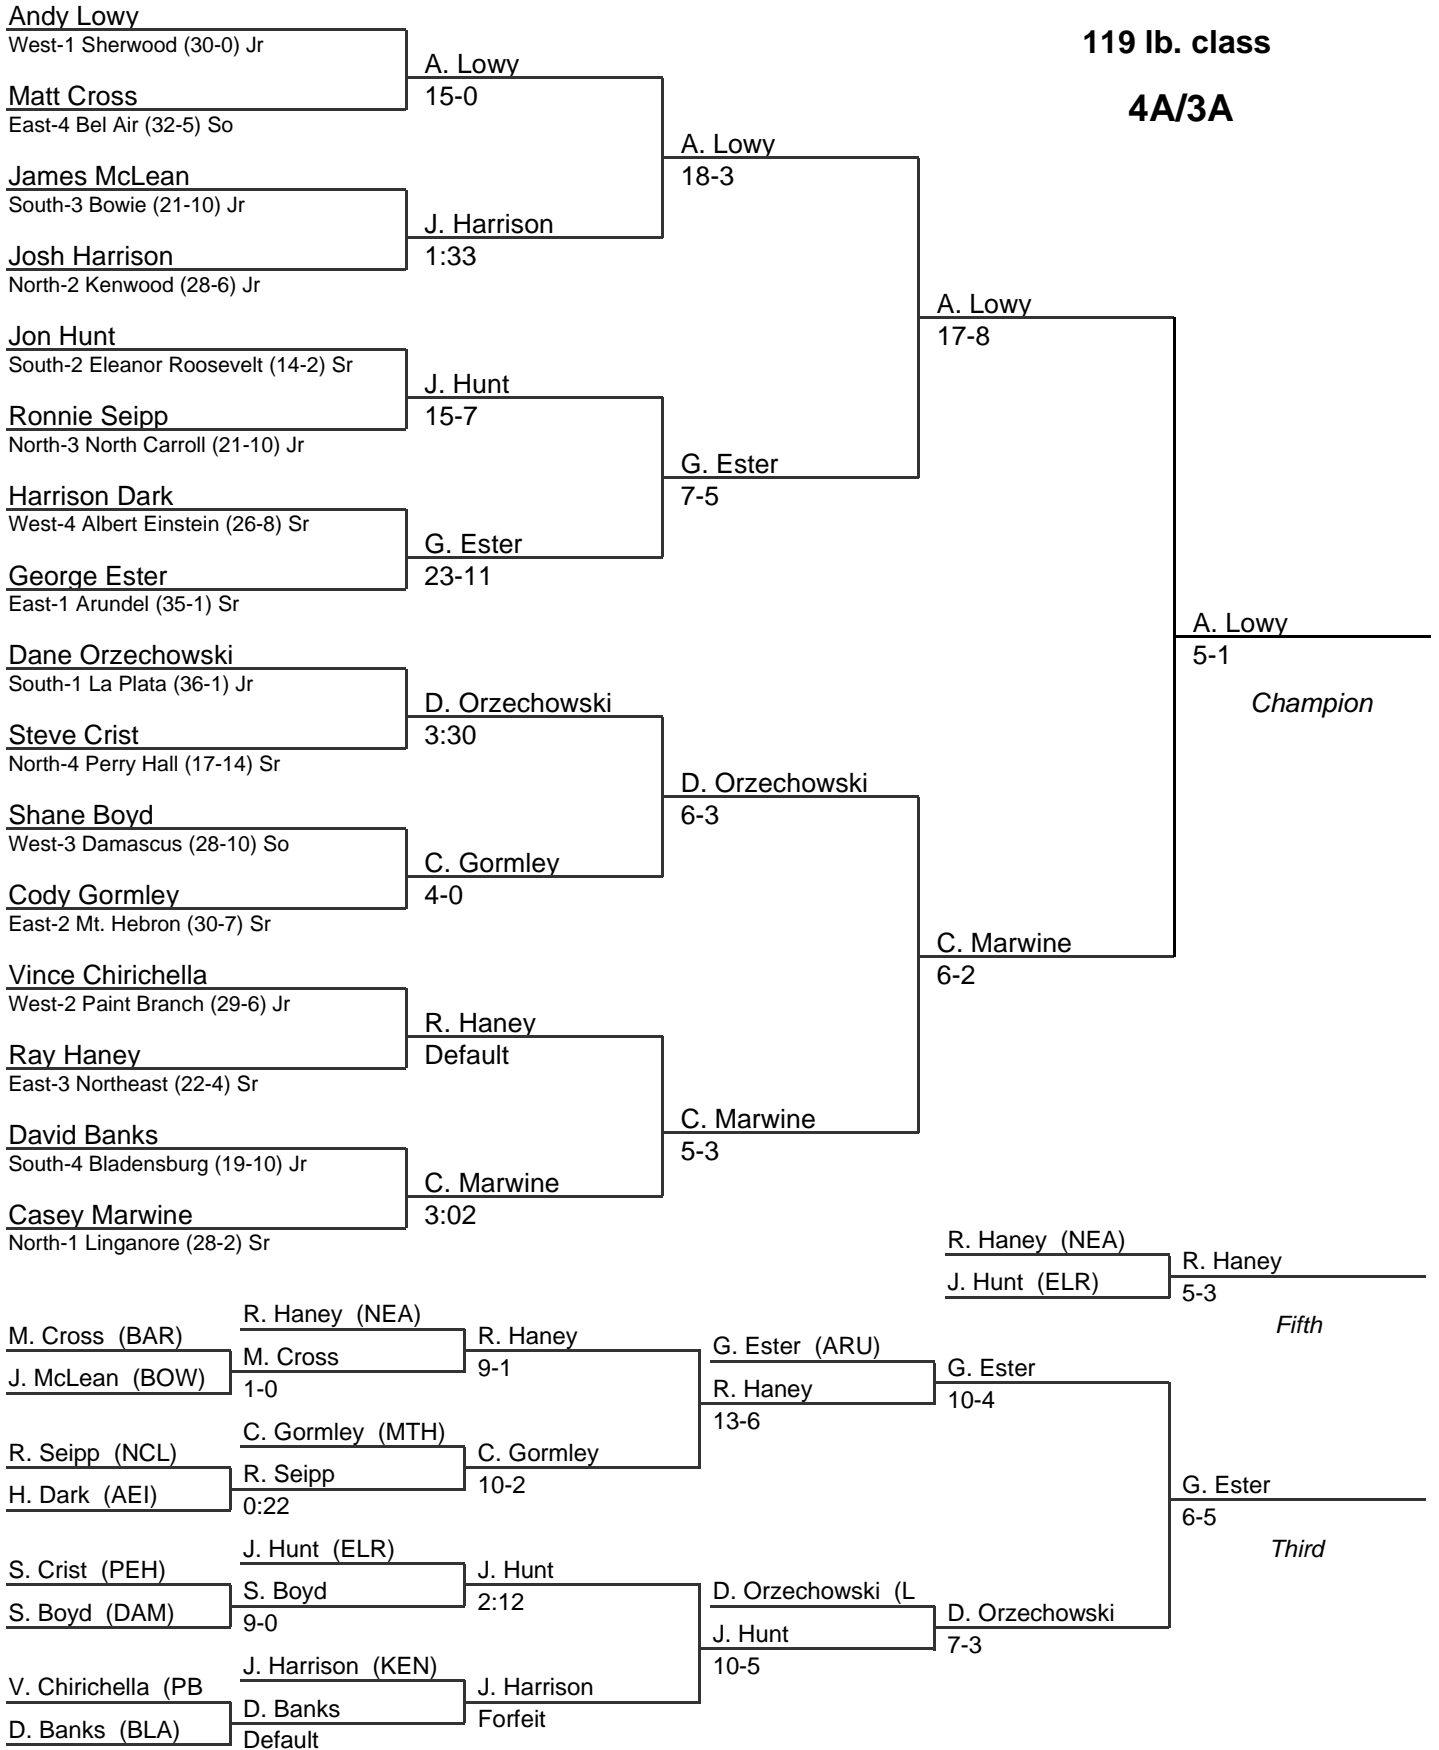 Andy Lowy
West-1 Sherwood (30-0) Jr
Matt Cross
East-4 Bel Air (32-5) So
James McLean
South-3 Bowie (21-10) Jr
Josh Harrison
North-2 Kenwood (28-6) Jr
Jon Hunt
South-2 Eleanor Roosevelt (14-2) Sr
Ronnie Seipp
North-3 North Carroll (21-10) Jr
Harrison Dark
West-4 Albert Einstein (26-8) Sr
George Ester
East-1 Arundel (35-1) Sr
Dane Orzechowski
South-1 La Plata (36-1) Jr
Steve Crist
North-4 Perry Hall (17-14) Sr
Shane Boyd
West-3 Damascus (28-10) So
Cody Gormley
East-2 Mt. Hebron (30-7) Sr
Vince Chirichella
West-2 Paint Branch (29-6) Jr
Ray Haney
East-3 Northeast (22-4) Sr
David Banks
South-4 Bladensburg (19-10) Jr
Casey Marwine
North-1 Linganore (28-2) Sr
A. Lowy
15-0
J. Harrison
1:33
J. Hunt
15-7
G. Ester
23-11
D. Orzechowski
3:30
C. Gormley
4-0
R. Haney
Default
C. Marwine
3:02
A. Lowy
18-3
G. Ester
7-5
D. Orzechowski
6-3
C. Marwine
5-3
A. Lowy
17-8
C. Marwine
6-2
119 lb. class
4A/3A
A. Lowy
5-1
Champion
R. Haney (NEA)
J. Hunt (ELR)
R. Haney
5-3
Fifth
M. Cross (BAR)
J. McLean (BOW)
R. Seipp (NCL)
H. Dark (AEI)
S. Crist (PEH)
S. Boyd (DAM)
V. Chirichella (PB
D. Banks (BLA)
R. Haney (NEA)
M. Cross
1-0
C. Gormley (MTH)
R. Seipp
0:22
J. Hunt (ELR)
S. Boyd
9-0
J. Harrison (KEN)
D. Banks
Default
R. Haney
9-1
C. Gormley
10-2
J. Hunt
2:12
J. Harrison
Forfeit
G. Ester (ARU)
R. Haney
13-6
D. Orzechowski (L
J. Hunt
10-5
G. Ester
10-4
D. Orzechowski
7-3
G. Ester
6-5
Third